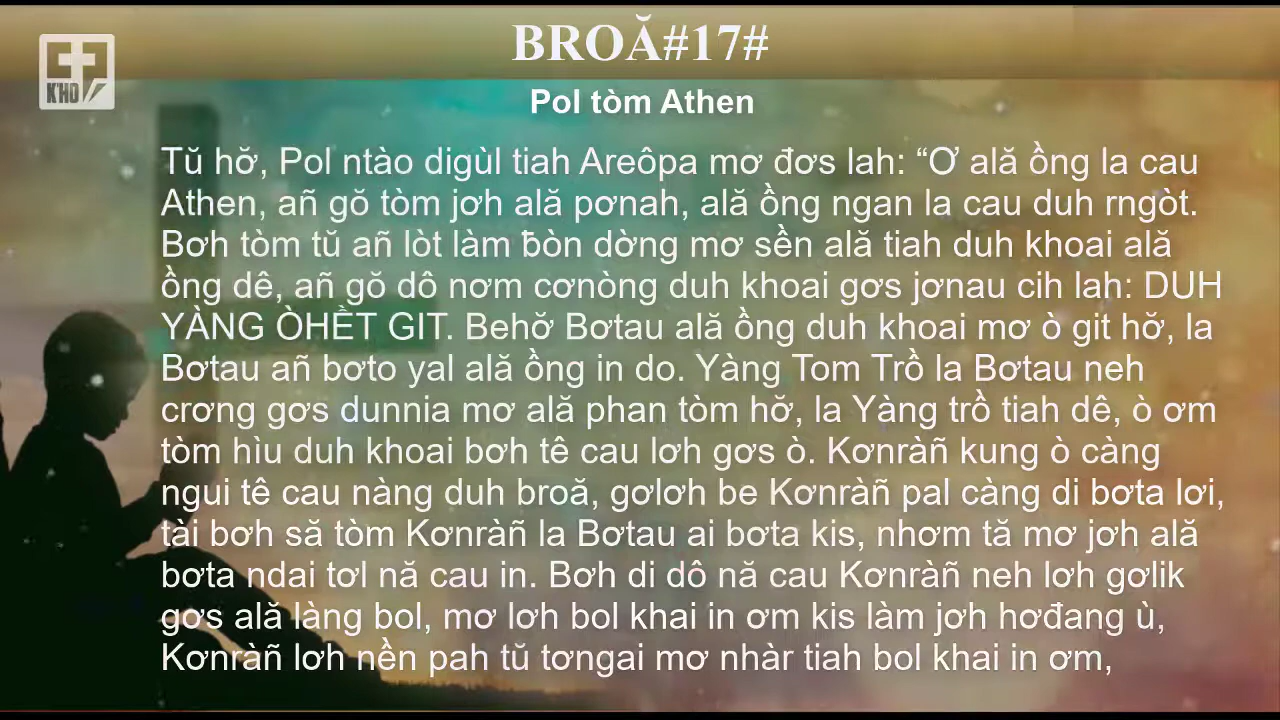 BROĂ#17#
K'HO
Pol tòm Athen
Tŭ hơ̆, Pol ntào digùl tiah Areôpa mơ đơs lah: “Ơ ală ồng la cau
Athen, añ gŏ tòm jơh ală pơnah, ală ồng ngan la cau duh rngòt.
Bơh tòm tŭ añ lòt làm ƀòn dờng mơ sền ală tiah duh khoai ală
ồng dê, añ gŏ dô nơm cơnòng duh khoai gơs jơnau cih lah: DUH
YÀNG ÒHỀT GIT. Behơ̆ Bơtau ală ồng duh khoai mơ ò git hơ̆, la
Bơtau añ bơto yal ală ồng in do. Yàng Tom Trồ la Bơtau neh
crơng gơs dunnia mơ ală phan tòm hơ̆, la Yàng trồ tiah dê, ò ơm
tòm hìu duh khoai bơh tê cau lơh gơs ò. Kơnràñ kung ò càng
ngui tê cau nàng duh broă, gơlơh be Kơnràñ pal càng di bơta lơi,
tài bơh să tòm Kơnràñ la Bơtau ai bơta kis, nhơm tă mơ jơh ală
bơta ndai tơl nă cau in. Bơh di dô nă cau Kơnràñ neh lơh gơlik
gơs ală làng bol, mơ lơh bol khai in ơm kis làm jơh hơđang ù,
Kơnràñ lơh nền pah tŭ tơngai mơ nhàr tiah bol khai in ơm,